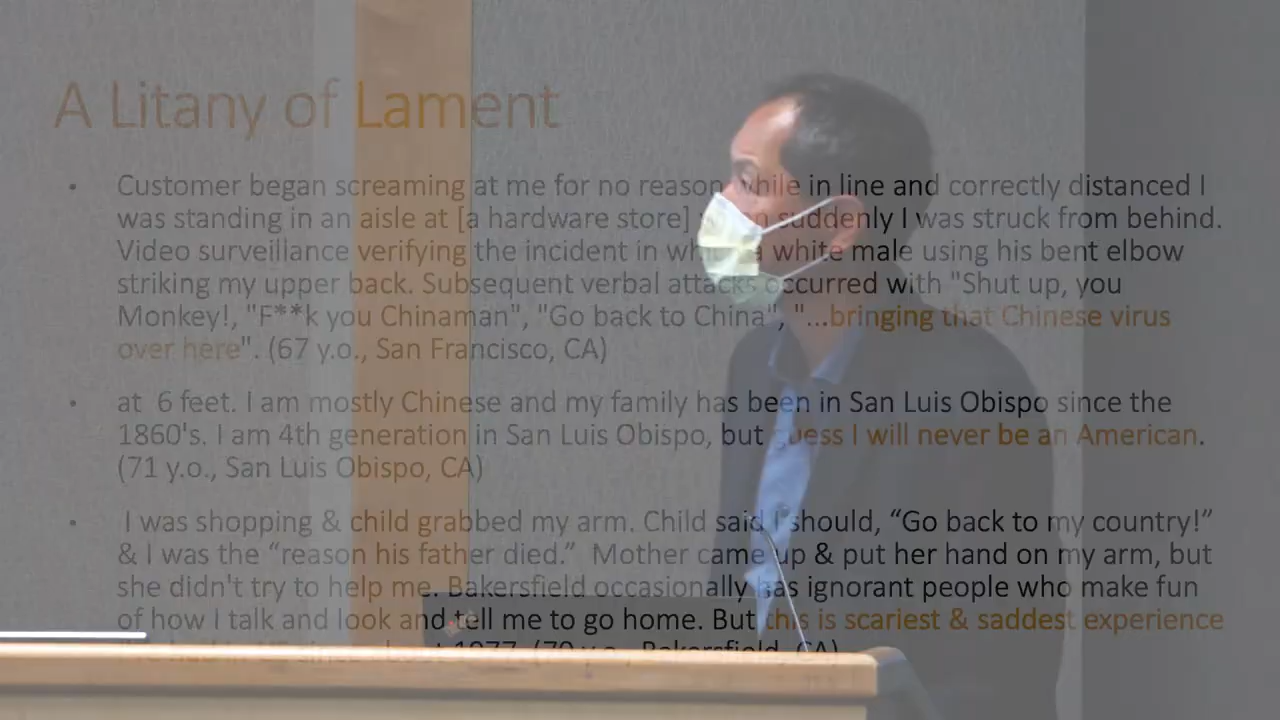 A Litany of Lament
• Customer began screaming at me for no reason while in line and correctly distanced I
was standing in an aisle at [a hardware store] suddenly I was struck from behind.
Video surveillance verifying the incident in a white male using his bent elbow
striking my upper back. Subsequent verbal attacks occurred with "Shut up, you
Monkey!, "F**k you Chinaman", "Go back to China", "...bringing that Chinese virus
over here". (67 y.o., San Francisco, CA)
• at 6 feet. I am mostly Chinese and my family has been in San Luis Obispo since the
1860's. I am 4th generation in San Luis Obispo, but guess I will never be an American.
(71 y.o., San Luis Obispo, CA)
• I was shopping & child grabbed my arm. Child said I should, “Go back to my country!”
& I was the “reason his father died.” Mother came up & put her hand on my arm, but
she didn't try to help me. Bakersfield occasionally has ignorant people who make fun
of how I talk and look and tell me to go home. But this is scariest & saddest experience
1977. (70 y.o., Bakersfield, CA)